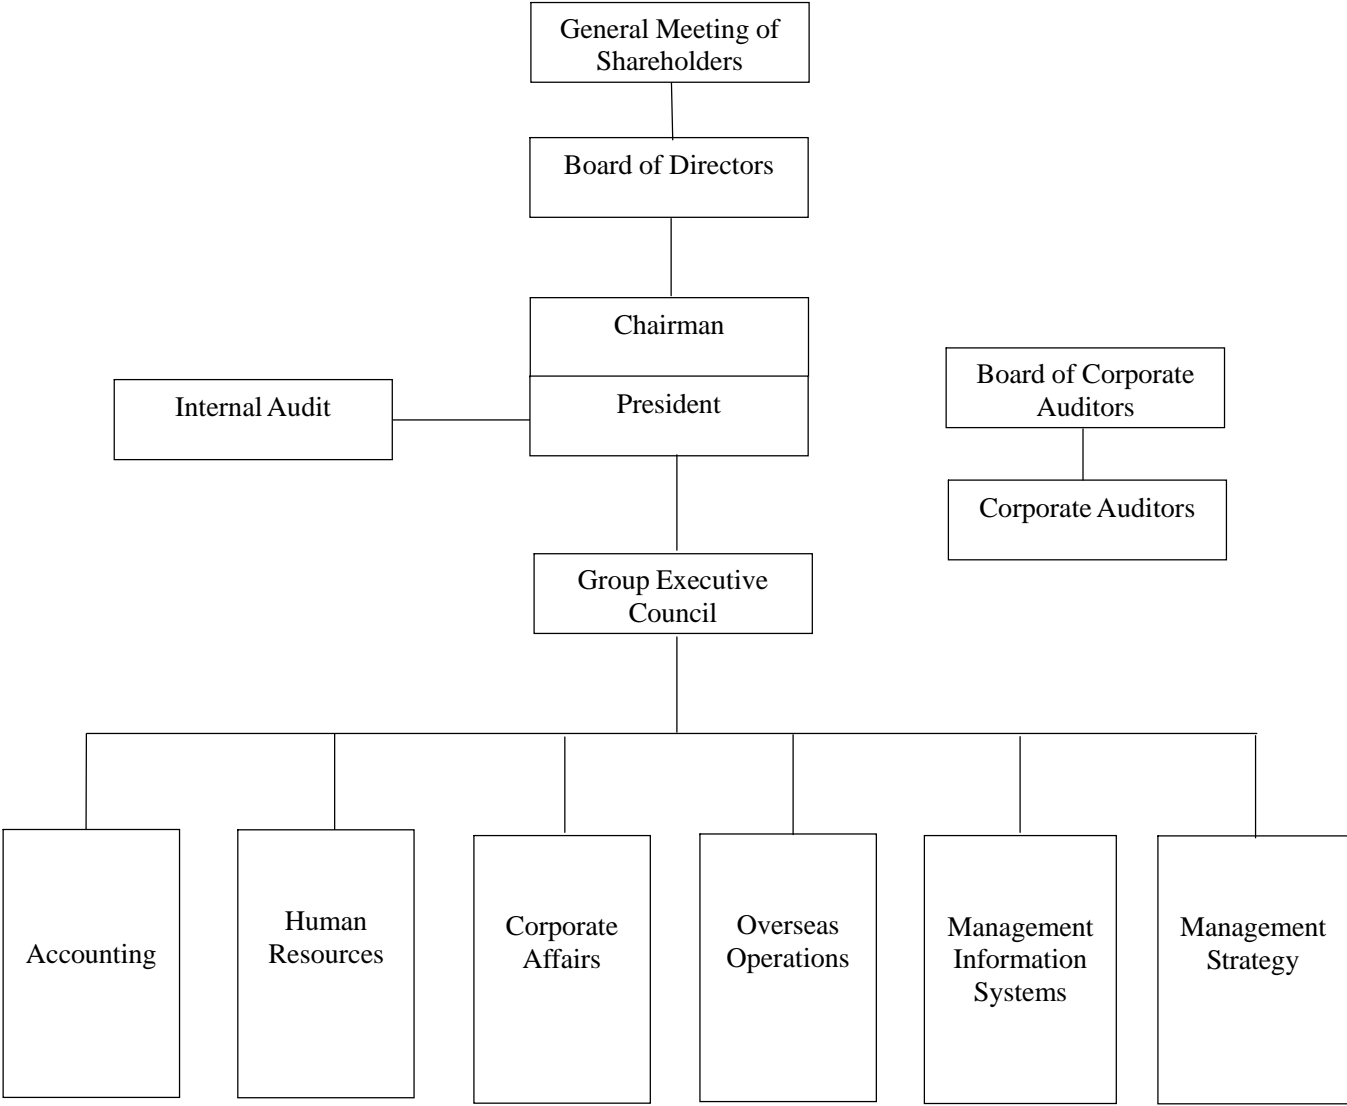 General Meeting of
Shareholders
Board of Directors
Chairman
President
Internal Audit
Board of Corporate
Auditors
Corporate Auditors
Group Executive
Council
Accounting
Human
Resources
Corporate
Affairs
Overseas
Operations
Management
Information
Systems
Management
Strategy